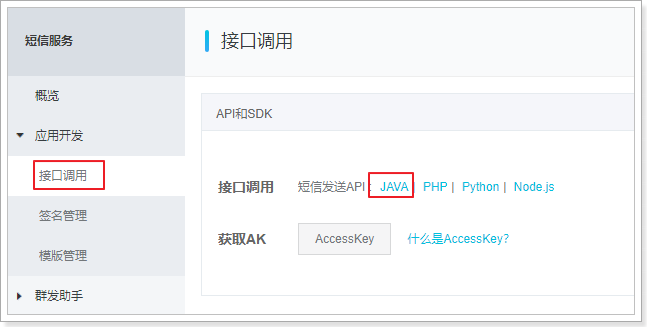 短信服务
概览
应用开发
接口调用
签名管理
模版管理
群发助手
接口调用
API和SDK
接口调用 短信发送API : JAVA | PHP | Python | Node.js
获取AK AccessKey 什么是AccessKey?